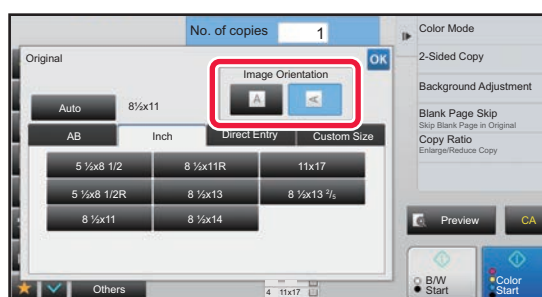 No. of copies 1
Original
OK
Image Orientation
A A
Auto 8½x11
AB Inch Direct Entry Custom Size
5 ½x8 1/2 8 ½x11R 11x17
5 ½x8 1/2R 8 ½x13 8 ½x13 ²/₅
8 ½x11 8 ½x14
Others
4 11x17
Color Mode
2-Sided Copy
Background Adjustment
Blank Page Skip
Skip Blank Page in Original
Copy Ratio
Enlarge/Reduce Copy
Preview CA
B/W
Start
Color
Start